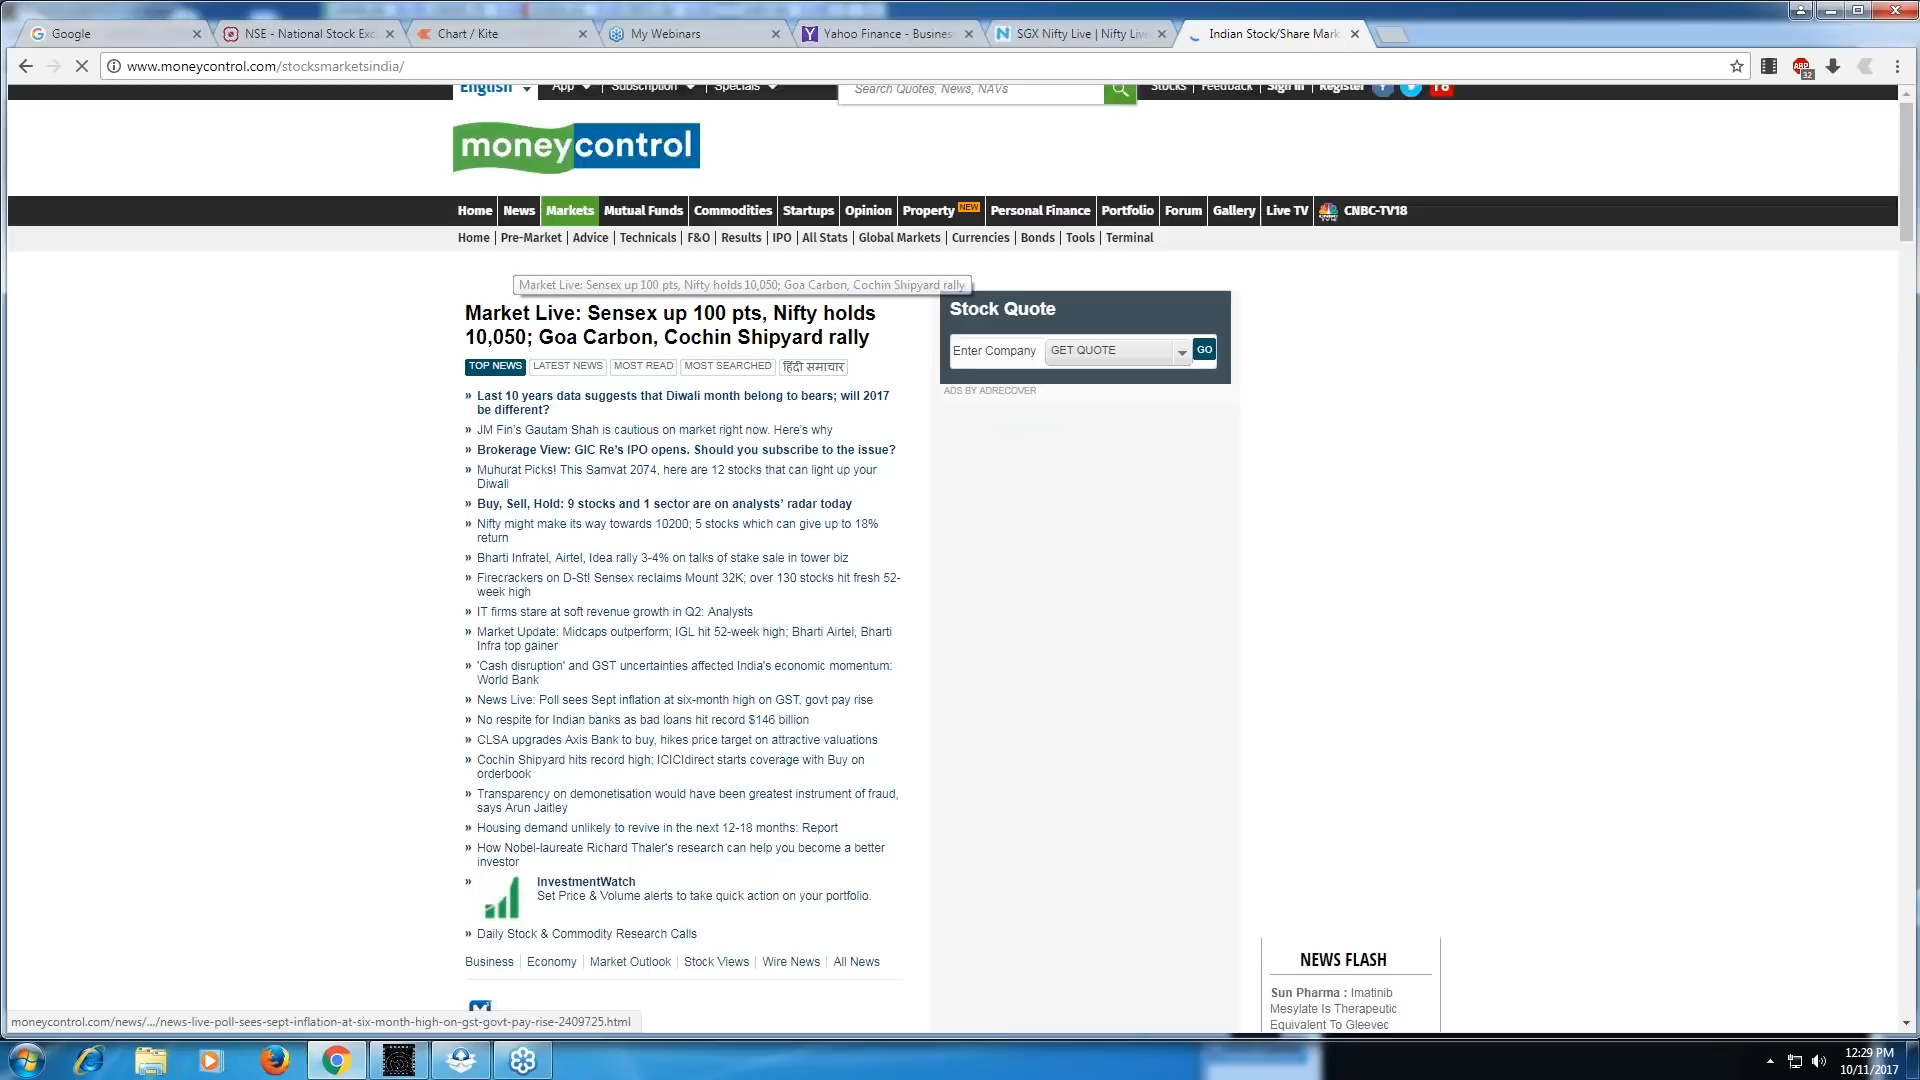 Google
NSE - National Stock Exc
Chart / Kite
My Webinars
Yahoo Finance - Busines
SGX Nifty Live | Nifty Live
Indian Stock/Share Mark
www.moneycontrol.com/stocksmarketsindia/
ABP
32
English
App
Subscription
Specials
Search Quotes, News, NAVs
Stocks | Feedback | Sign in | Register
18
moneycontrol
Home
News
Markets
Mutual Funds
Commodities
Startups
Opinion
Property NEW
Personal Finance
Portfolio
Forum
Gallery
Live TV
CNBC-TV18
Home | Pre-Market | Advice | Technicals | F&O | Results | IPO | All Stats | Global Markets | Currencies | Bonds | Tools | Terminal
Market Live: Sensex up 100 pts, Nifty holds 10,050; Goa Carbon, Cochin Shipyard rally
Market Live: Sensex up 100 pts, Nifty holds
10,050; Goa Carbon, Cochin Shipyard rally
TOP NEWS
LATEST NEWS
MOST READ
MOST SEARCHED
हिंदी समाचार
» Last 10 years data suggests that Diwali month belong to bears; will 2017
be different?
» JM Fin's Gautam Shah is cautious on market right now. Here's why
» Brokerage View: GIC Re's IPO opens. Should you subscribe to the issue?
» Muhurat Picks! This Samvat 2074, here are 12 stocks that can light up your
Diwali
» Buy, Sell, Hold: 9 stocks and 1 sector are on analysts' radar today
» Nifty might make its way towards 10200; 5 stocks which can give up to 18%
return
» Bharti Infratel, Airtel, Idea rally 3-4% on talks of stake sale in tower biz
» Firecrackers on D-St! Sensex reclaims Mount 32K; over 130 stocks hit fresh 52-
week high
» IT firms stare at soft revenue growth in Q2: Analysts
» Market Update: Midcaps outperform; IGL hit 52-week high; Bharti Airtel, Bharti
Infra top gainer
» 'Cash disruption' and GST uncertainties affected India's economic momentum:
World Bank
» News Live: Poll sees Sept inflation at six-month high on GST, govt pay rise
» No respite for Indian banks as bad loans hit record $146 billion
» CLSA upgrades Axis Bank to buy, hikes price target on attractive valuations
» Cochin Shipyard hits record high; ICICIdirect starts coverage with Buy on
orderbook
» Transparency on demonetisation would have been greatest instrument of fraud,
says Arun Jaitley
» Housing demand unlikely to revive in the next 12-18 months: Report
» How Nobel-laureate Richard Thaler's research can help you become a better
investor
» InvestmentWatch
Set Price & Volume alerts to take quick action on your portfolio.
» Daily Stock & Commodity Research Calls
Business | Economy | Market Outlook | Stock Views | Wire News | All News
Stock Quote
Enter Company
GET QUOTE
GO
ADS BY ADRECOVER
NEWS FLASH
Sun Pharma : Imatinib
Mesylate Is Therapeutic
Equivalent To Gleevec
moneycontrol.com/news/.../news-live-poll-sees-sept-inflation-at-six-month-high-on-gst-govt-pay-rise-2409725.html
12:29 PM
10/11/2017